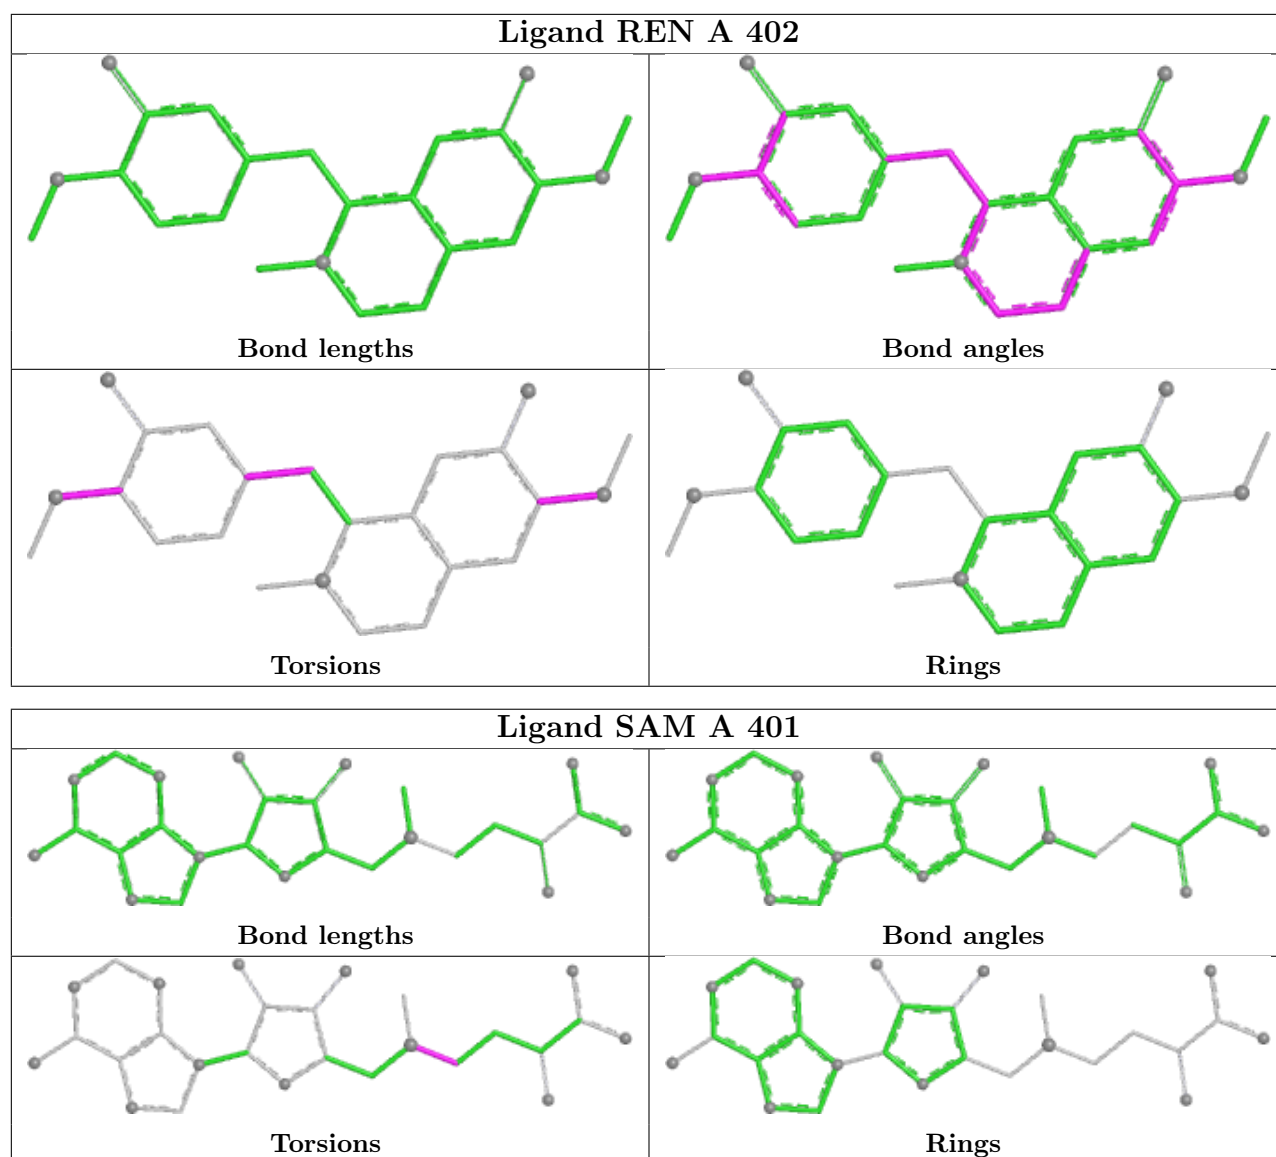 Ligand REN A 402
Bond lengths
Bond angles
Torsions
Rings
Ligand SAM A 401
Bond lengths
Bond angles
Torsions
Rings